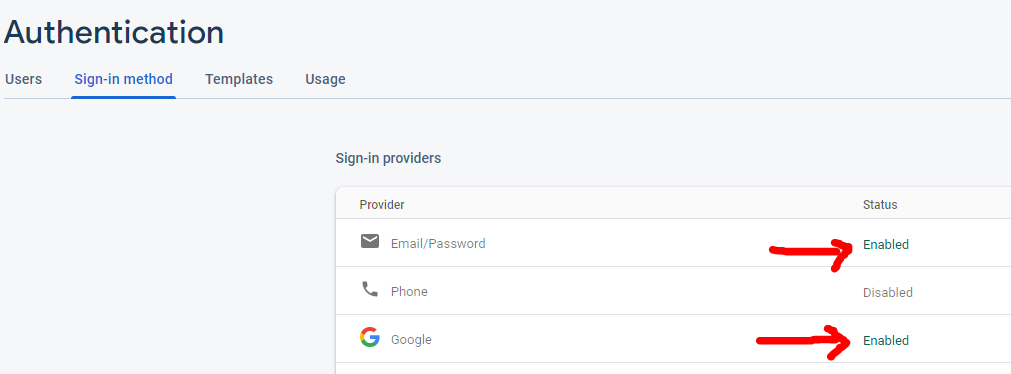 Authentication
Users Sign-in method Templates Usage
Sign-in providers
Provider Status
Email/Password Enabled
Phone Disabled
Google Enabled